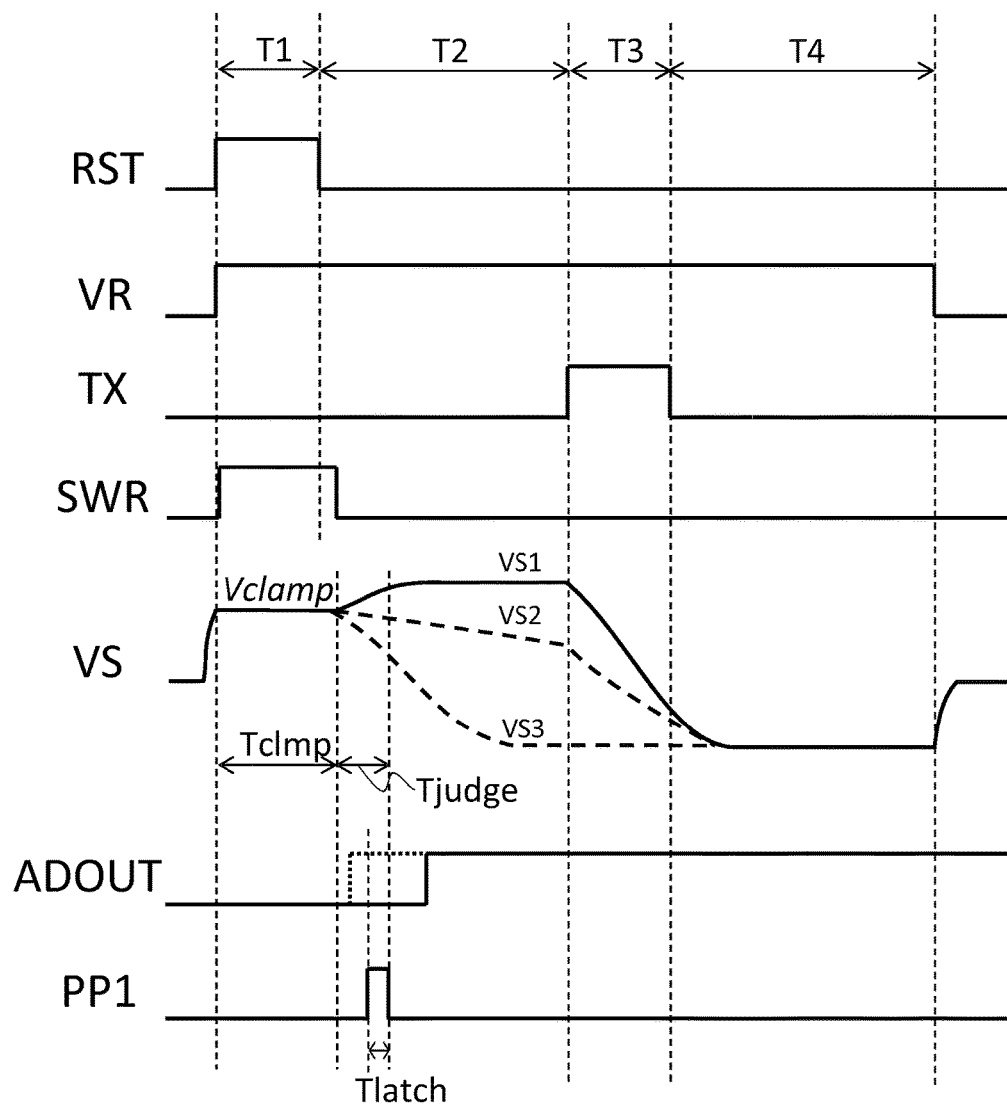 T1 T2 T3 T4
RST
VR
TX
SWR
Vclamp VS1
VS2
VS
VS3
Tclmp
Tjudge
ADOUT
PP1
Tlatch